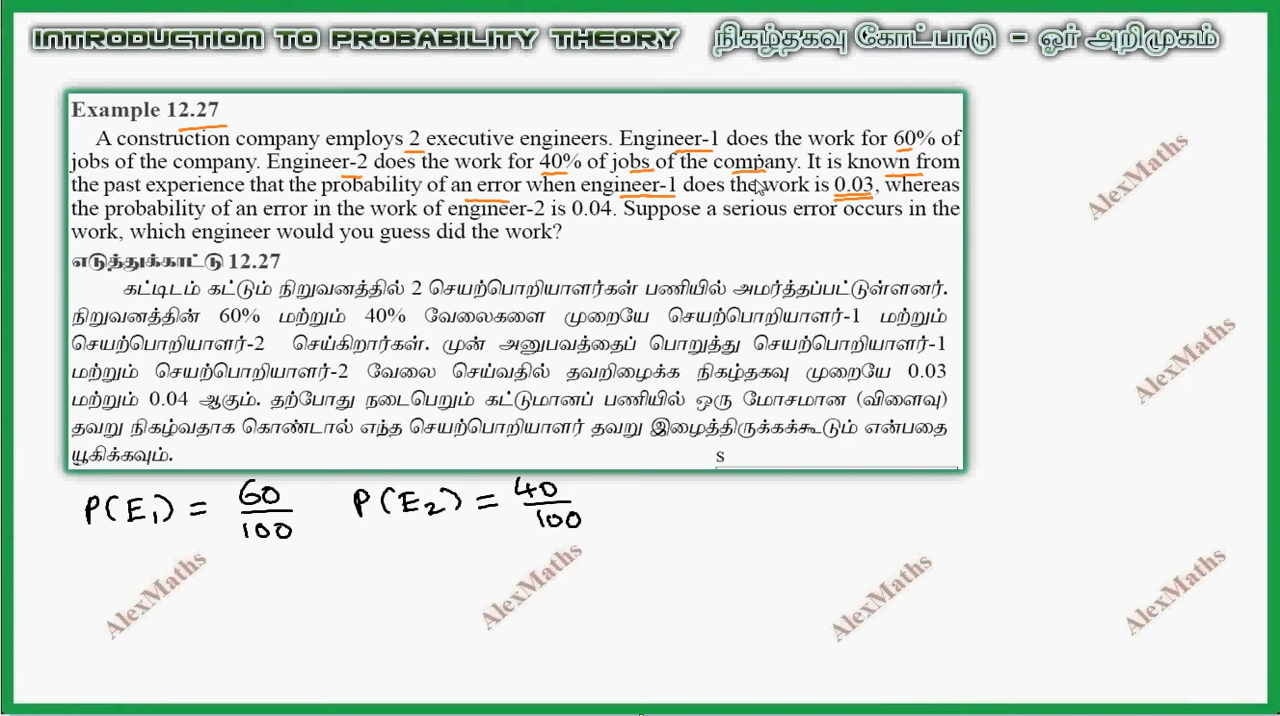 INTRODUCTION TO PROBABILITY THEORY நிகழ்தகவு கோட்பாடு - ஓர் அறிமுகம்
Example 12.27
A construction company employs 2 executive engineers. Engineer-1 does the work for 60% of
jobs of the company. Engineer-2 does the work for 40% of jobs of the company. It is known from
the past experience that the probability of an error when engineer-1 does the work is 0.03, whereas
the probability of an error in the work of engineer-2 is 0.04. Suppose a serious error occurs in the
work, which engineer would you guess did the work?
எடுத்துக்காட்டு 12.27
கட்டிடம் கட்டும் நிறுவனத்தில் 2 செயற்பொறியாளர்கள் பணியில் அமர்த்தப்பட்டுள்ளனர்.
நிறுவனத்தின் 60% மற்றும் 40% வேலைகளை முறையே செயற்பொறியாளர்-1 மற்றும்
செயற்பொறியாளர்-2 செய்கிறார்கள். முன் அனுபவத்தைப் பொறுத்து செயற்பொறியாளர்-1
மற்றும் செயற்பொறியாளர்-2 வேலை செய்வதில் தவறிழைக்க நிகழ்தகவு முறையே 0.03
மற்றும் 0.04 ஆகும். தற்போது நடைபெறும் கட்டுமானப் பணியில் ஒரு மோசமான (விளைவு)
தவறு நிகழ்வதாக கொண்டால் எந்த செயற்பொறியாளர் தவறு இழைத்திருக்கக்கூடும் என்பதை
யூகிக்கவும்.
S
P(E₁) = 60/100 P(E₂) = 40/100
AlexMaths
AlexMaths
AlexMaths
AlexMaths
AlexMaths
AlexMaths